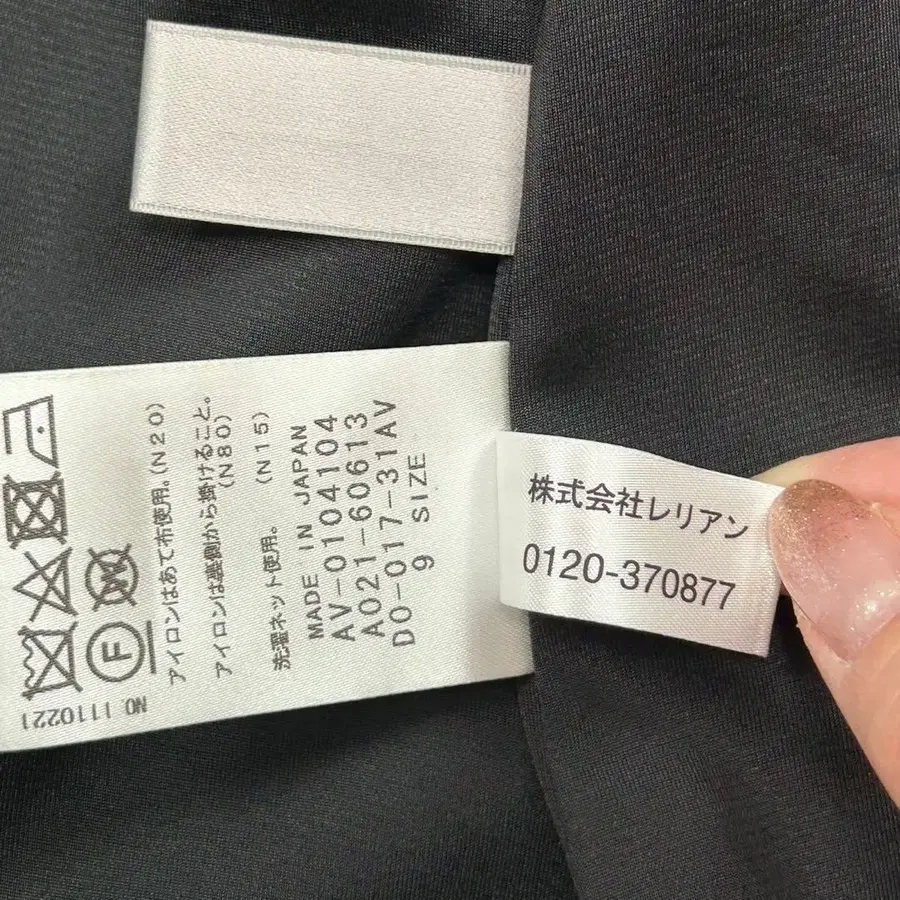 アイロンはあて布使用。(N20)
アイロンは裏側から掛けること。
(N80)
洗濯ネット使用。 (N15)
MADE IN JAPAN
AV-0104104
A021-60613
DO-017-31AV
9 SIZE
NO. 1110221
F
株式会社レリアン
0120-370877